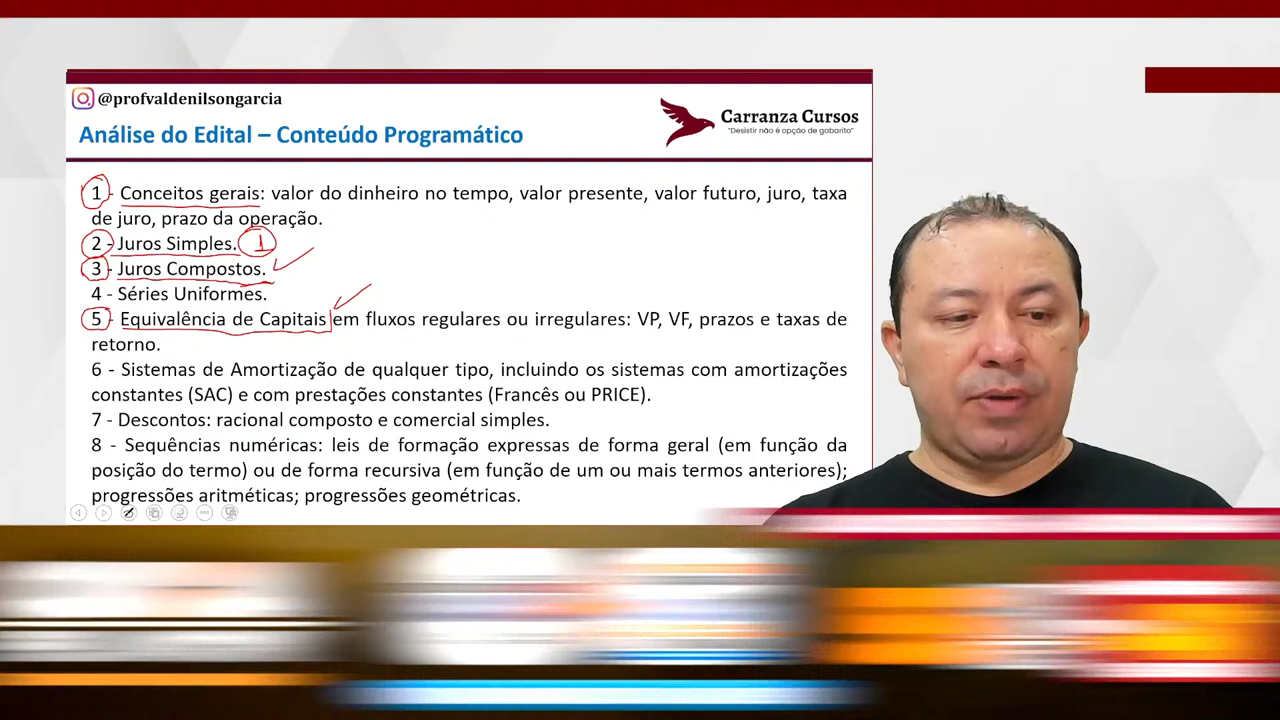 @profvaldenilsongarcia
Carranza Cursos
"Desistir não é opção de gabarito"
Análise do Edital – Conteúdo Programático
1 - Conceitos gerais: valor do dinheiro no tempo, valor presente, valor futuro, juro, taxa
de juro, prazo da operação.
2 - Juros Simples. 1
3 - Juros Compostos.
4 - Séries Uniformes.
5 - Equivalência de Capitais em fluxos regulares ou irregulares: VP, VF, prazos e taxas de
retorno.
6 - Sistemas de Amortização de qualquer tipo, incluindo os sistemas com amortizações
constantes (SAC) e com prestações constantes (Francês ou PRICE).
7 - Descontos: racional composto e comercial simples.
8 - Sequências numéricas: leis de formação expressas de forma geral (em função da
posição do termo) ou de forma recursiva (em função de um ou mais termos anteriores);
progressões aritméticas; progressões geométricas.